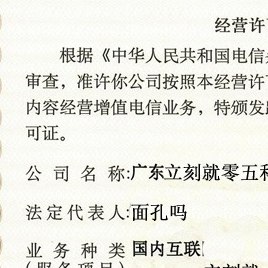 经营许
根据《中华人民共和国电信
审查，准许你公司按照本经营许
内容经营增值电信业务，特颁发
可证。
公司名称:广东立刻就零五
法定代表人:面孔吗
业务种类 国内互联
(服务项目)